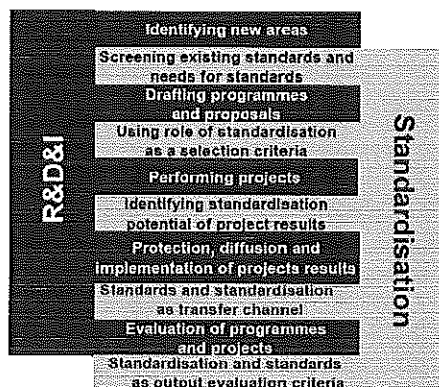 R&D&I
Identifying new areas
Screening existing standards and
needs for standards
Drafting programmes
and proposals
Using role of standardisation
as a selection criteria
Performing projects
Identifying standardisation
potential of project results
Protection, diffusion and
implementation of projects results
Standards and standardisation
as transfer channel
Evaluation of programmes
and projects
Standardisation and standards
as output evaluation criteria
Standardisation